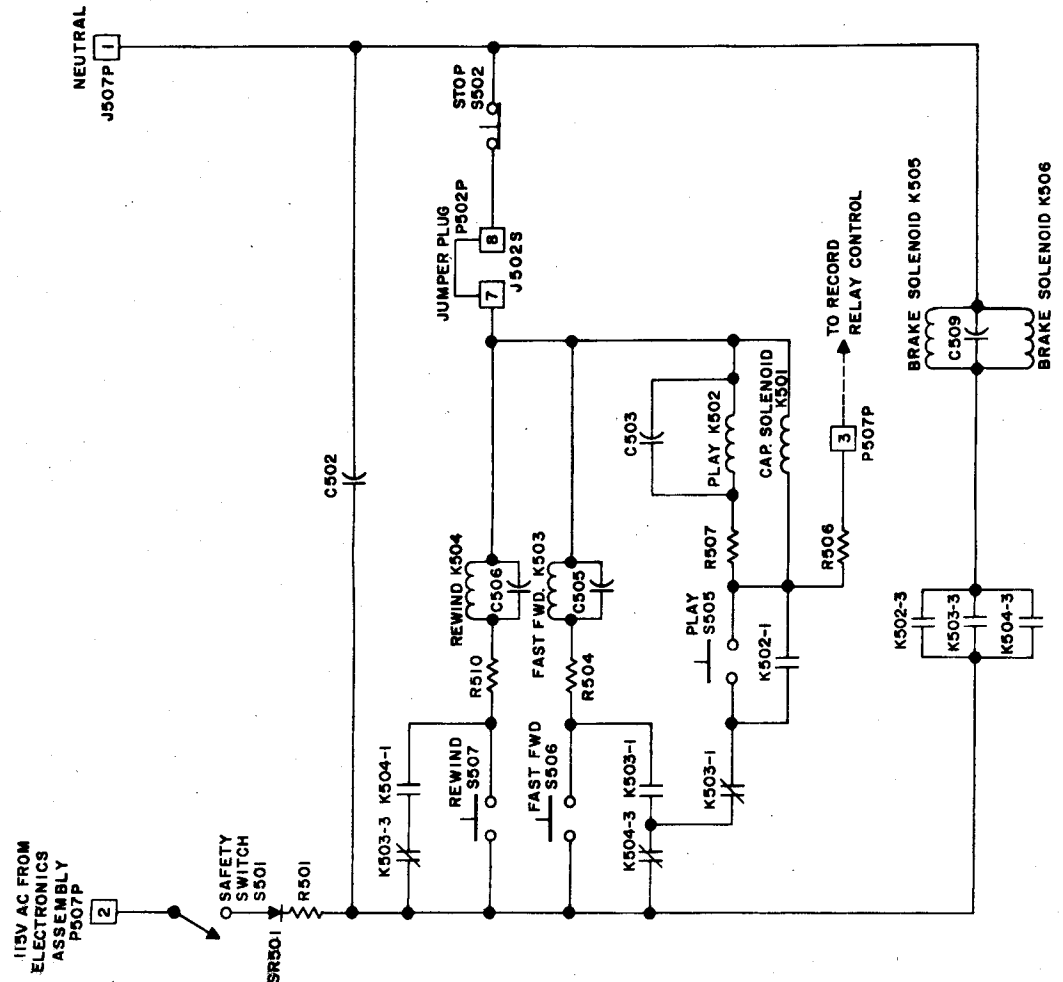 NEUTRAL
1
J507P
STOP
S502
JUMPER PLUG
P502P
7
8
J502S
C502
REWIND K504
C506
R510
FAST FWD. K503
C505
R504
C503
PLAY K502
CAP. SOLENOID
K501
R507
TO RECORD
RELAY CONTROL
3
P507P
R506
PLAY
S505
K502-1
BRAKE SOLENOID K505
C509
BRAKE SOLENOID K506
K502-3
K503-3
K504-3
REWIND
S507
K503-3 K504-1
FAST FWD
S506
K504-3 K503-1
K503-1
115V AC FROM
ELECTRONICS
ASSEMBLY
P507P
2
SAFETY
SWITCH
S501
SR501
R501